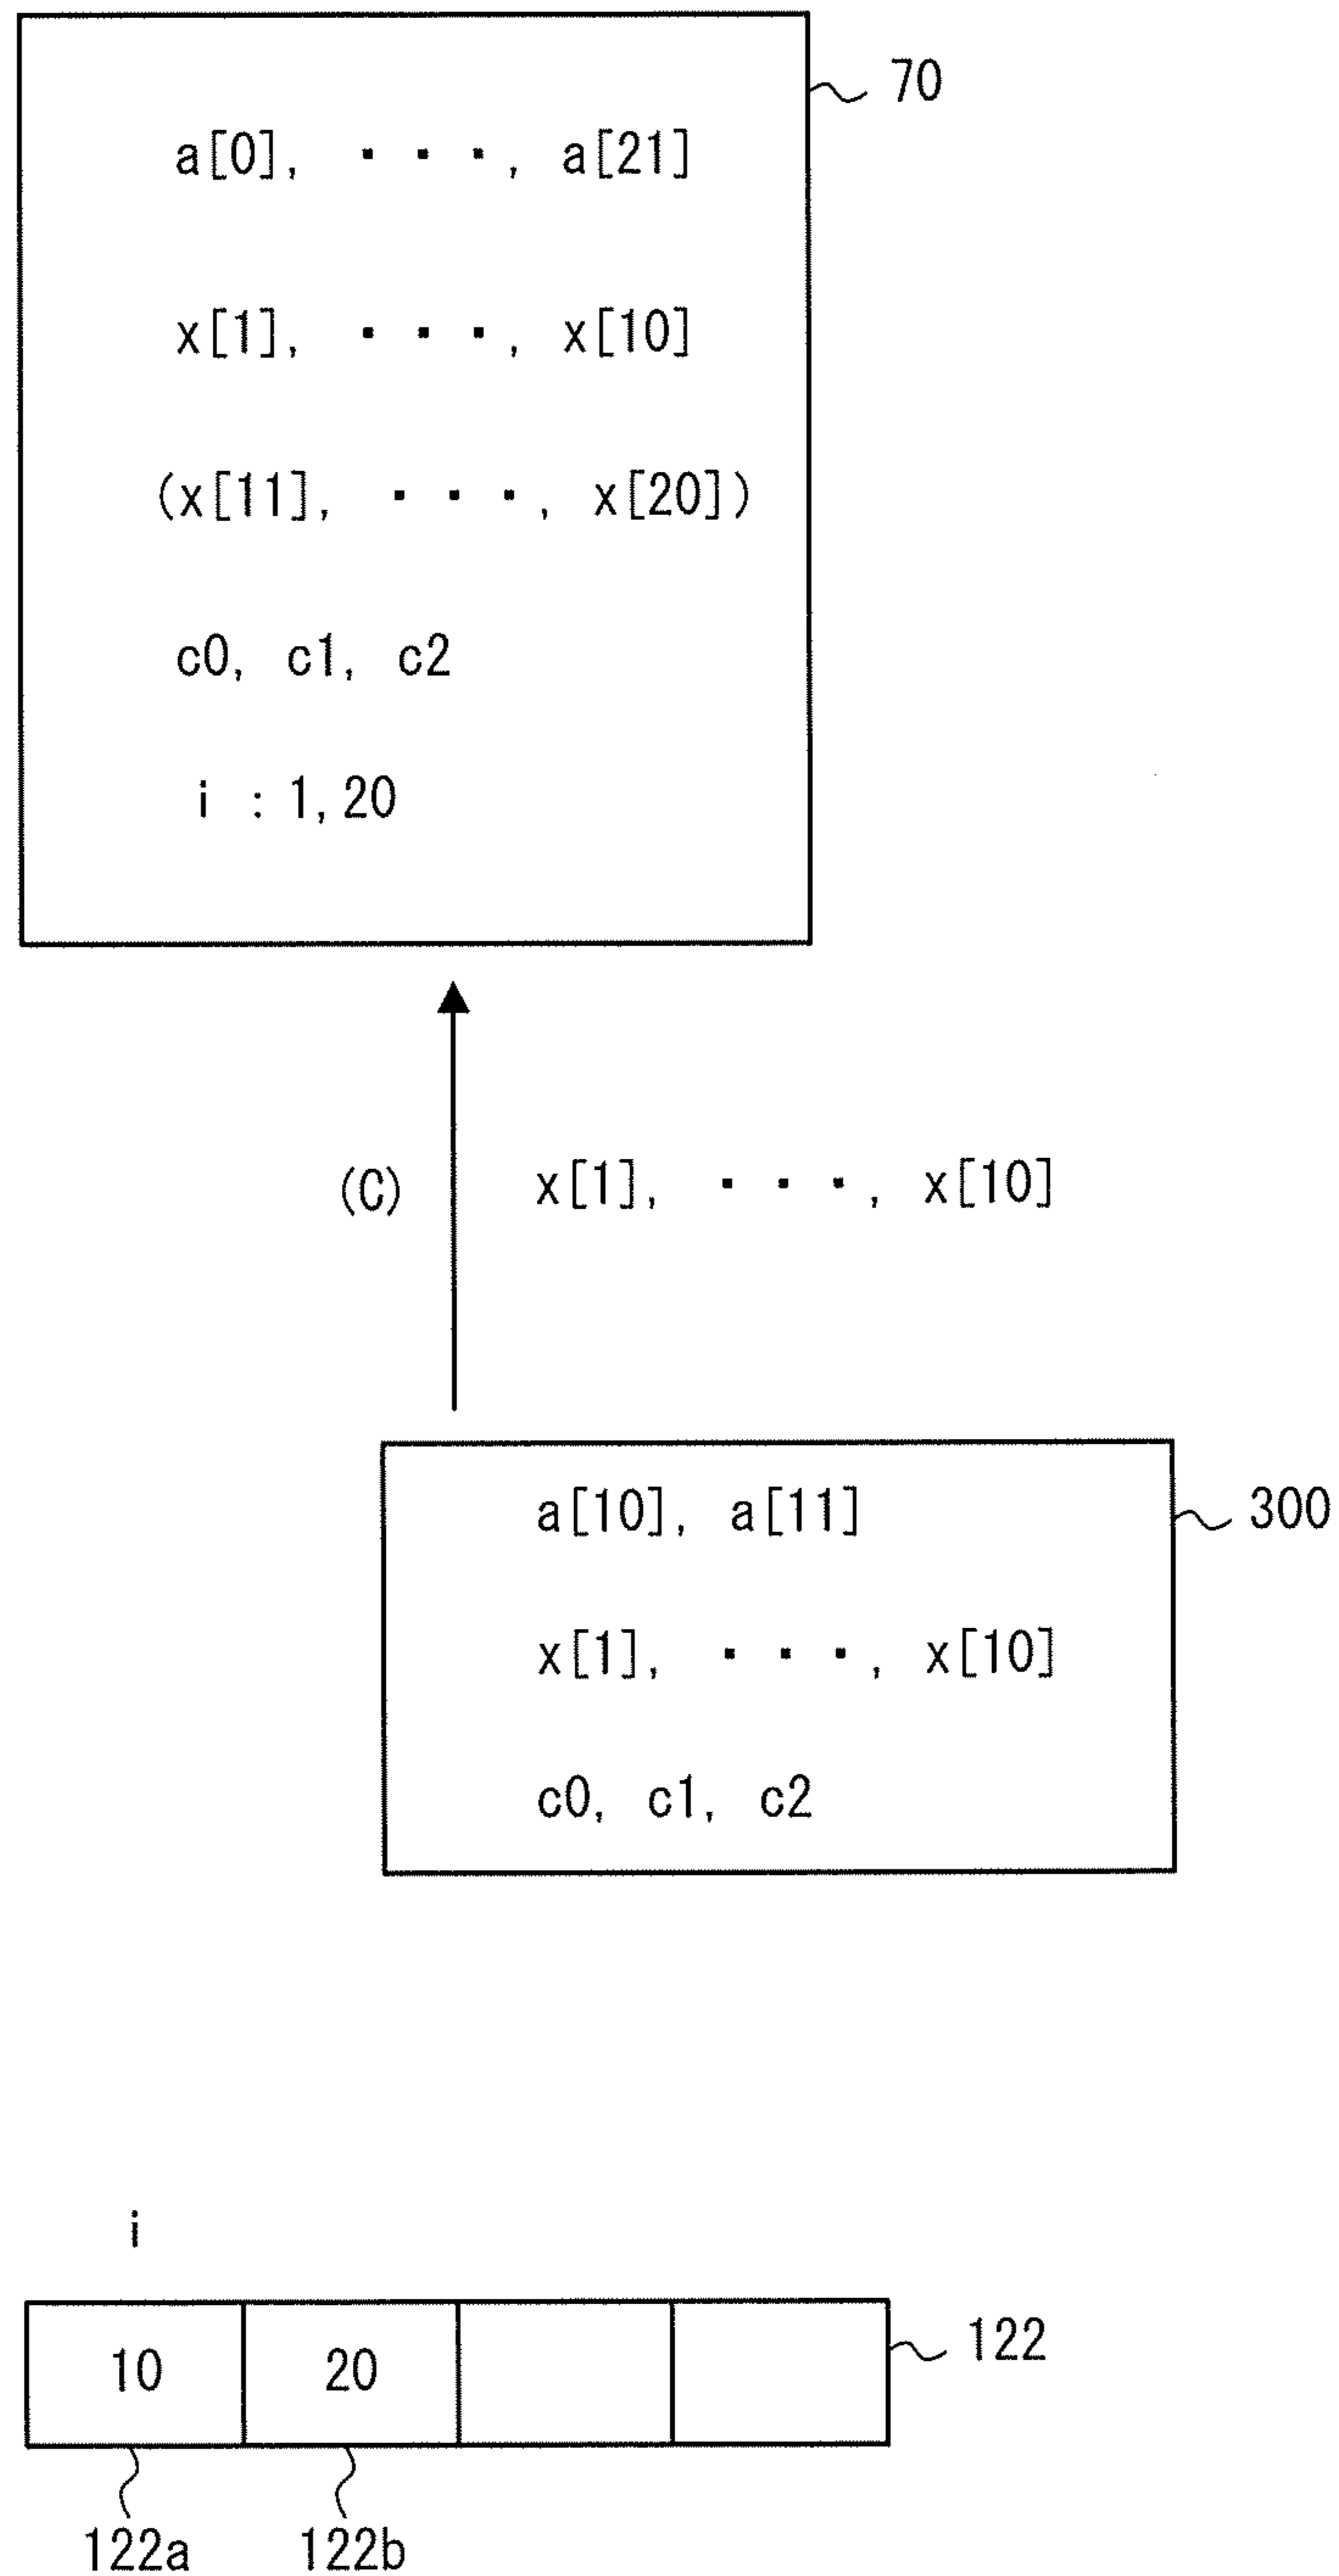 70
a[0], ・・・, a[21]
x[1], ・・・, x[10]
(x[11], ・・・, x[20])
c0, c1, c2
i : 1,20
(C) x[1], ・・・, x[10]
a[10], a[11]
300
x[1], ・・・, x[10]
c0, c1, c2
i
10 20 122
122a 122b